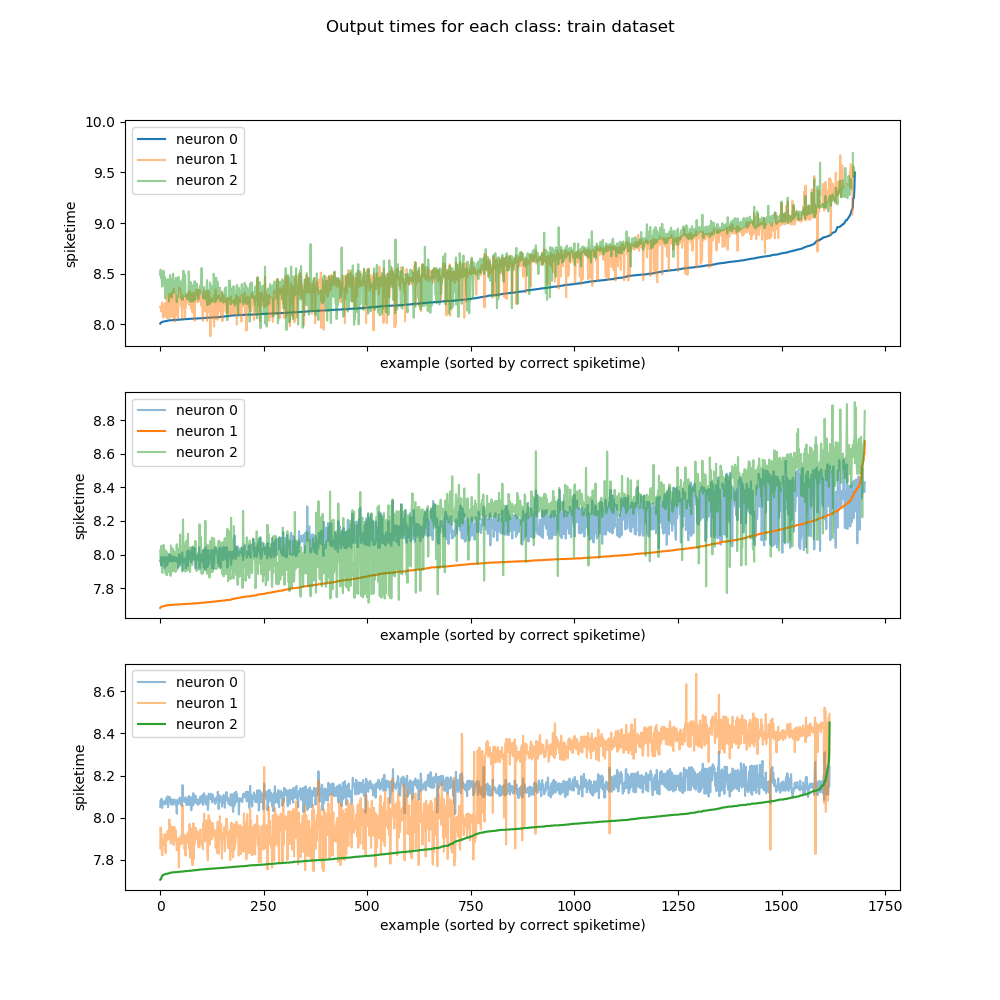 Output times for each class: train dataset
10.0
9.5
9.0
8.5
8.0
spiketime
neuron 0
neuron 1
neuron 2
example (sorted by correct spiketime)
8.8
8.6
8.4
8.2
8.0
7.8
spiketime
neuron 0
neuron 1
neuron 2
example (sorted by correct spiketime)
8.6
8.4
8.2
8.0
7.8
spiketime
neuron 0
neuron 1
neuron 2
0 250 500 750 1000 1250 1500 1750
example (sorted by correct spiketime)